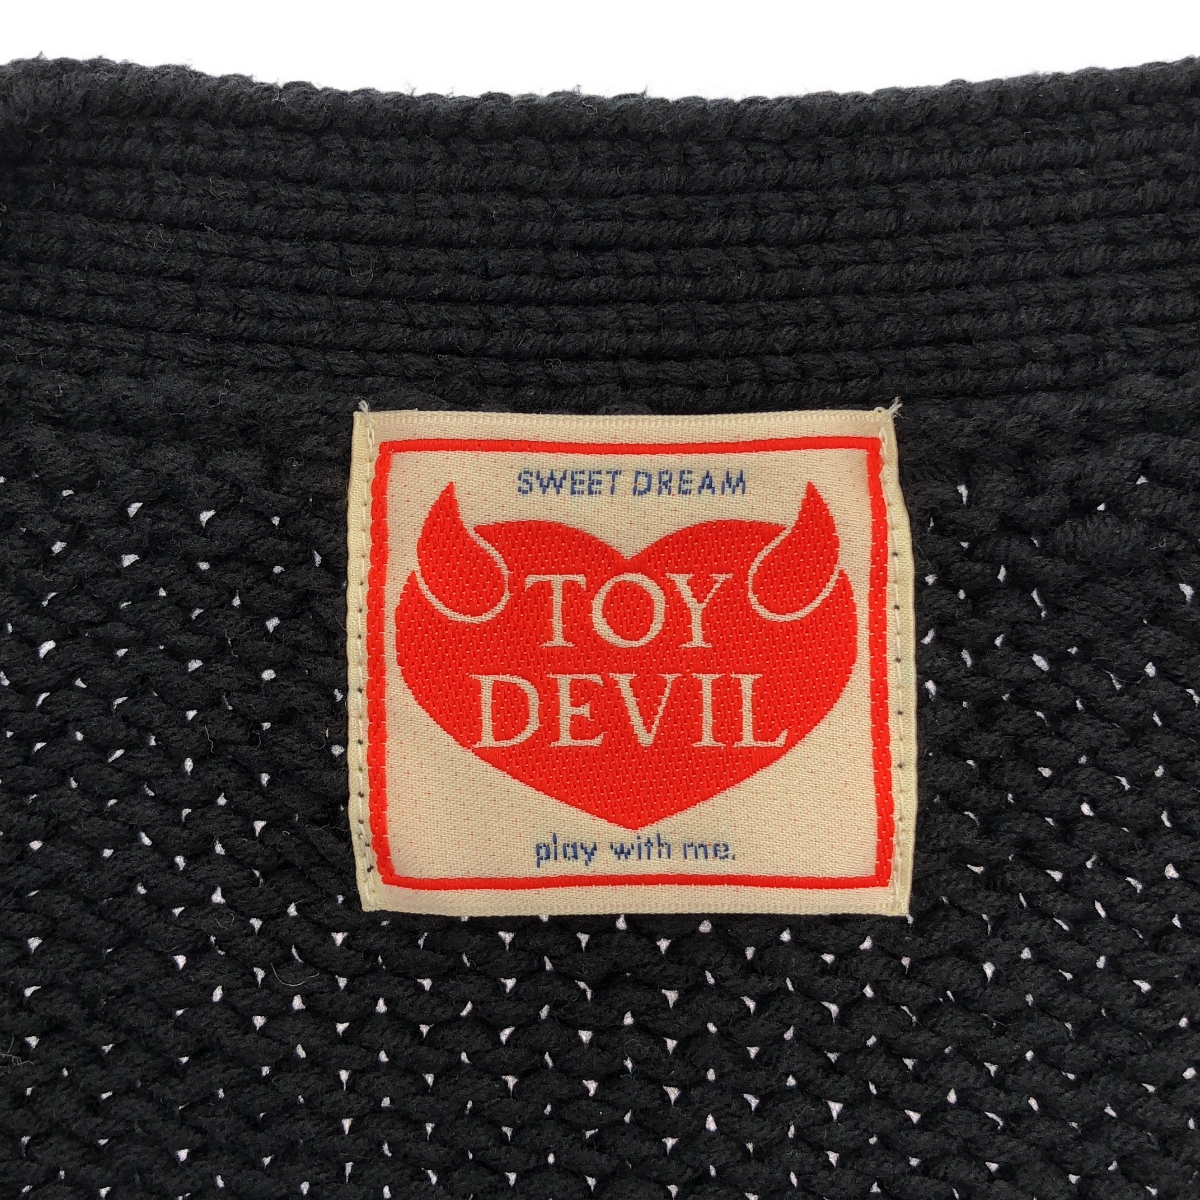 SWEET DREAM
TOY
DEVIL
play with me.